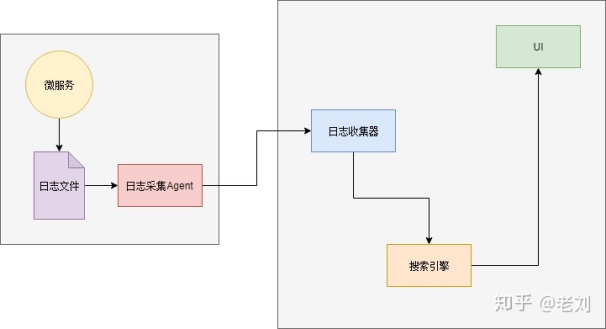 微服务
日志文件
日志采集Agent
日志收集器
搜索引擎
UI
知乎 @老刘